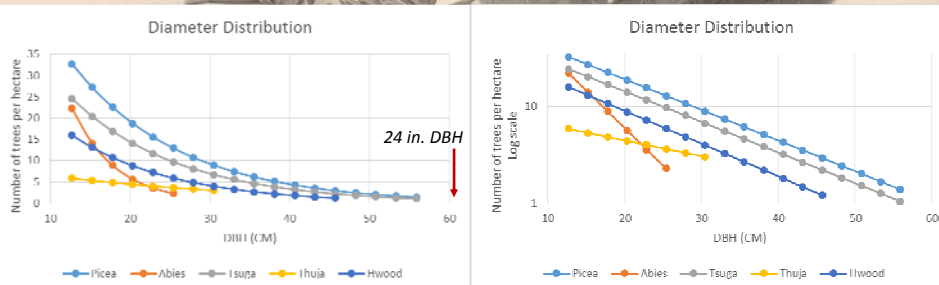 Diameter Distribution
Number of trees per hectare
35
30
25
20
15
10
5
0
24 in. DBH
10
20
30
40
50
60
DBH (CM)
Picea
Abies
Tsuga
Thuja
Hwood
Diameter Distribution
Number of trees per hectare
Log scale
10
1
10
20
30
40
50
60
DBH (CM)
Picea
Abies
Tsuga
Thuja
Hwood